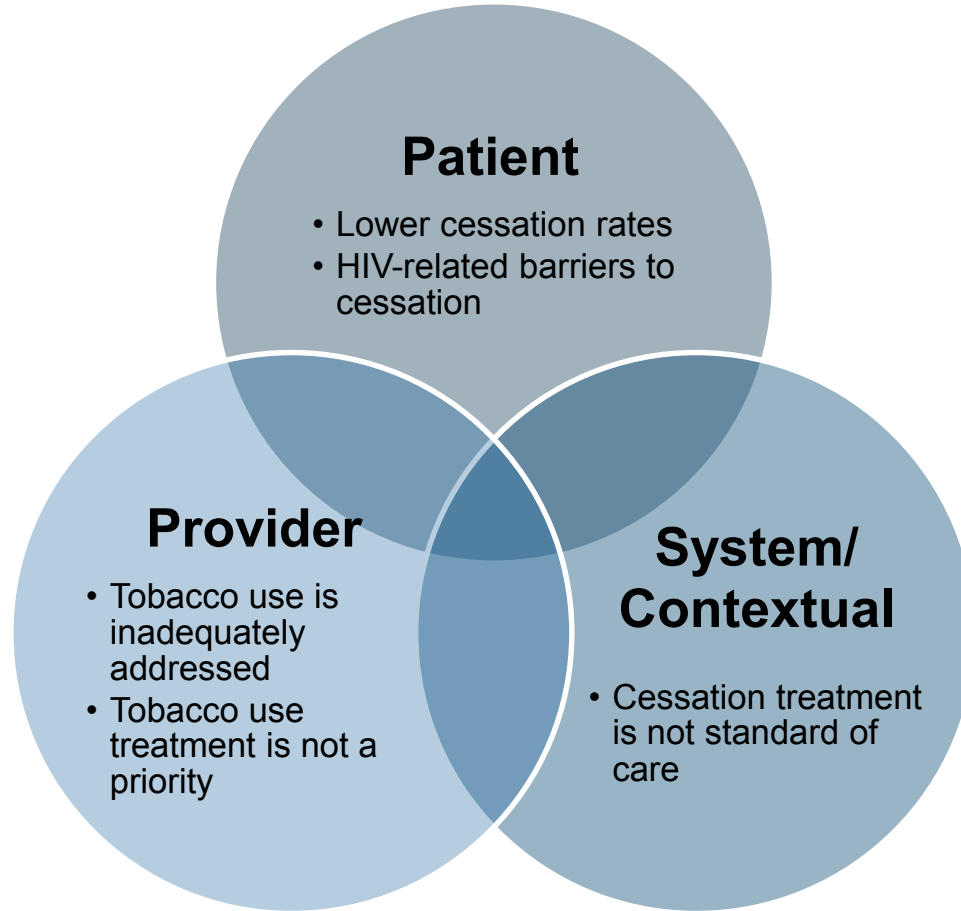 Patient
• Lower cessation rates
• HIV-related barriers to
cessation
Provider
• Tobacco use is
inadequately
addressed
• Tobacco use
treatment is not a
priority
System/
Contextual
• Cessation treatment
is not standard of
care